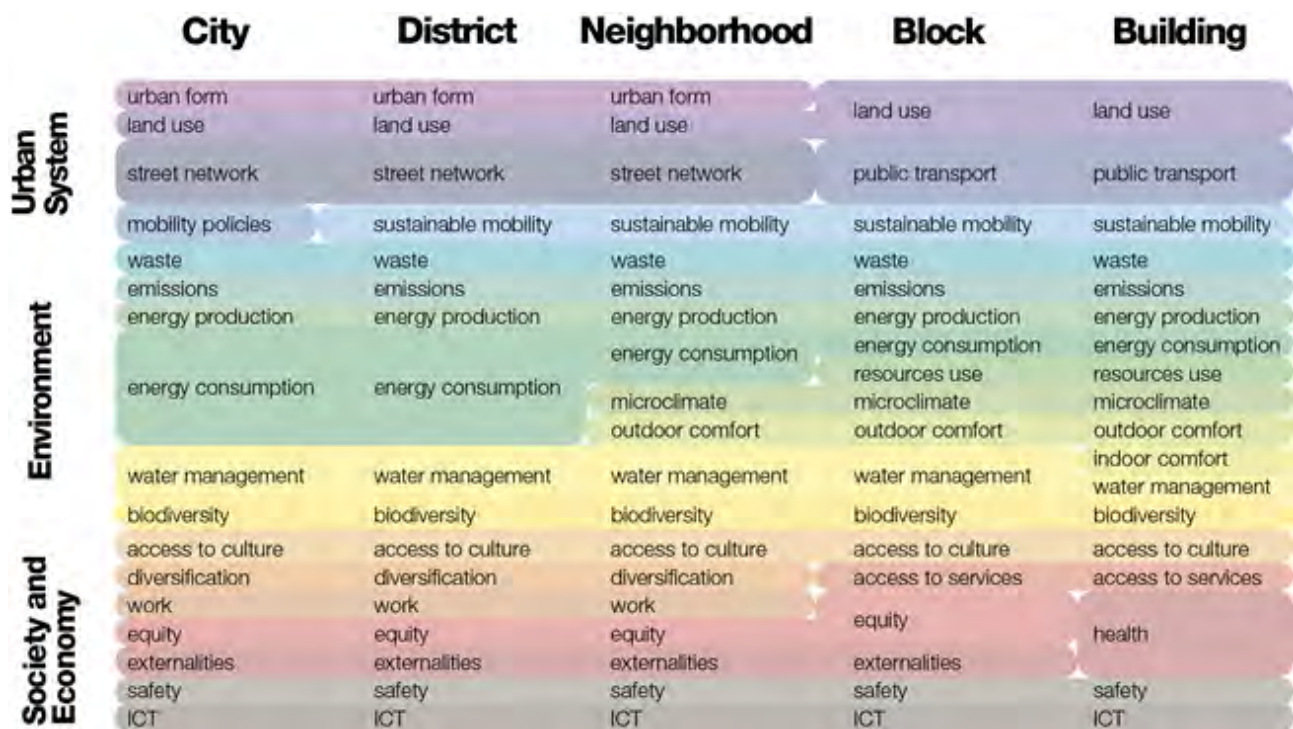 City District Neighborhood Block Building
Urban
System
urban form urban form urban form
land use land use
land use land use land use
street network street network street network public transport public transport
mobility policies sustainable mobility sustainable mobility sustainable mobility sustainable mobility
Environment
waste waste waste waste waste
emissions emissions emissions emissions emissions
energy production energy production energy production energy production energy production
energy consumption energy consumption
energy consumption
resources use resources use
energy consumption energy consumption
microclimate microclimate microclimate
outdoor comfort outdoor comfort outdoor comfort
indoor comfort
water management water management water management water management
water management
biodiversity biodiversity biodiversity biodiversity biodiversity
Society and
Economy
access to culture access to culture access to culture access to culture access to culture
diversification diversification diversification access to services access to services
work work work
equity
equity equity equity health
externalities externalities externalities externalities
safety safety safety safety safety
ICT ICT ICT ICT ICT